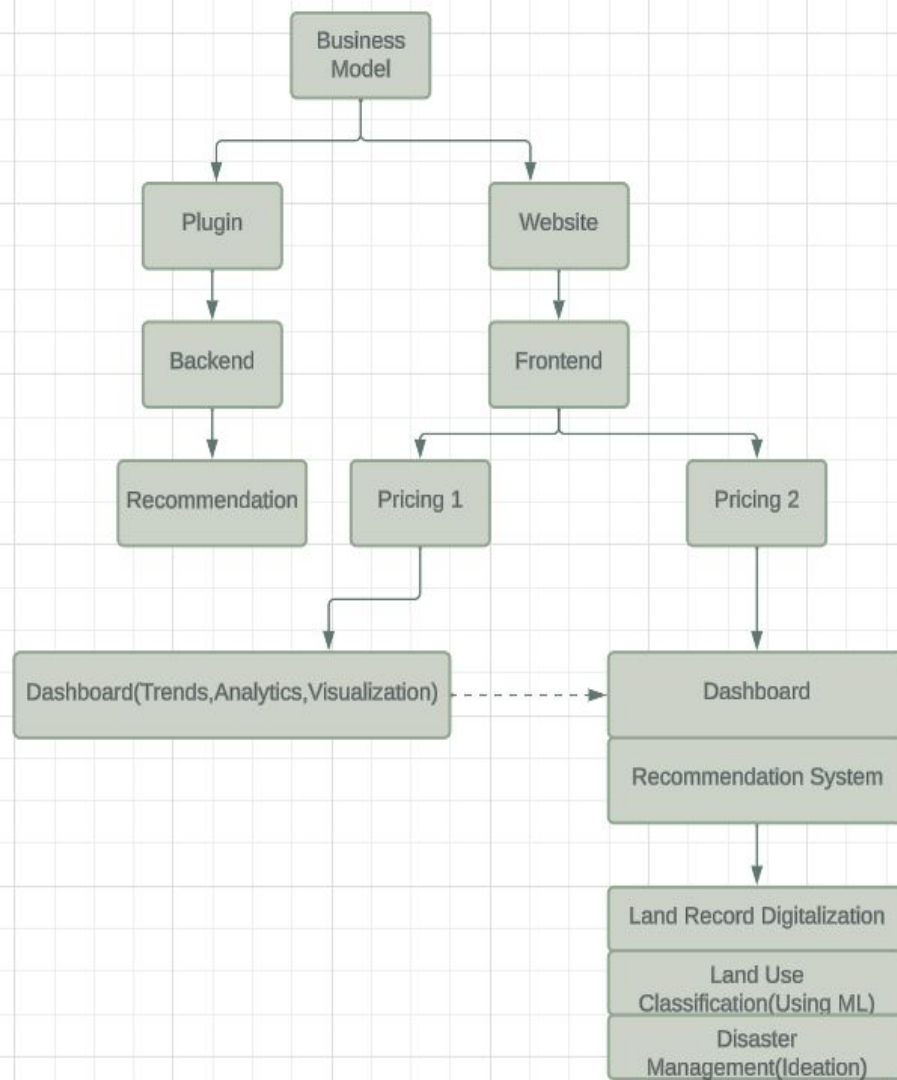 Business
Model
Plugin
Website
Backend
Frontend
Recommendation
Pricing 1
Pricing 2
Dashboard(Trends,Analytics,Visualization)
Dashboard
Recommendation System
Land Record Digitalization
Land Use
Classification(Using ML)
Disaster
Management(Ideation)